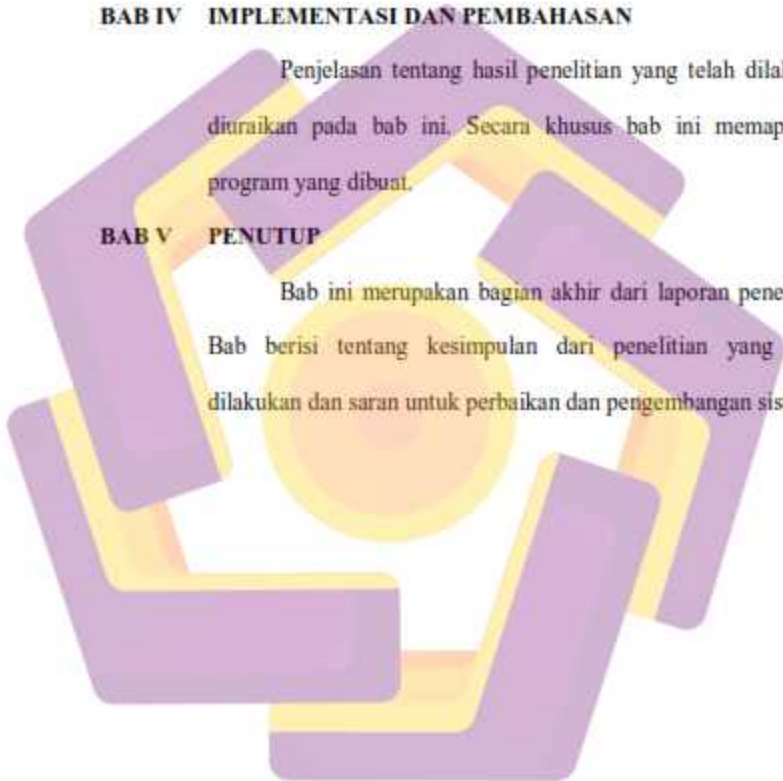 BAB IV IMPLEMENTASI DAN PEMBAHASAN
Penjelasan tentang hasil penelitian yang telah
diuraikan pada bab ini. Secara khusus bab ini
program yang dibuat.
BAB V PENUTUP
Bab ini merupakan bagian akhir dari laporan
Bab berisi tentang kesimpulan dari penelitian yang
dilakukan dan saran untuk perbaikan dan pengembangan